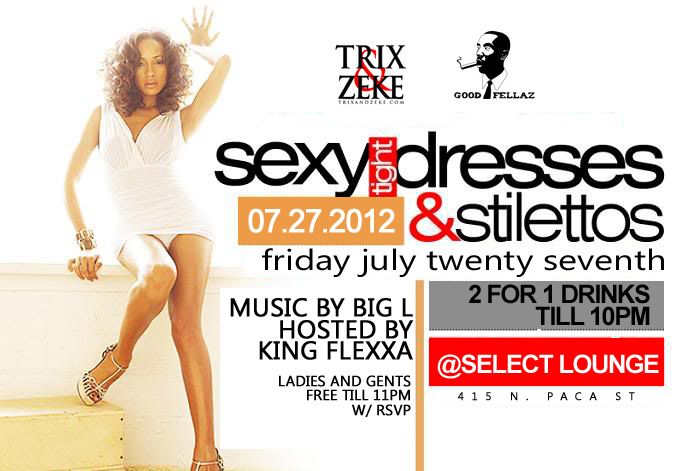 TRIX
&
ZEKE
TRIXANDZEKE.COM
GOOD FELLAZ
sexy tight dresses
07.27.2012
&stilettos
friday july twenty seventh
MUSIC BY BIG L
HOSTED BY
KING FLEXXA
LADIES AND GENTS
FREE TILL 11PM
W/ RSVP
2 FOR 1 DRINKS
TILL 10PM
@SELECT LOUNGE
415 N. PACA ST